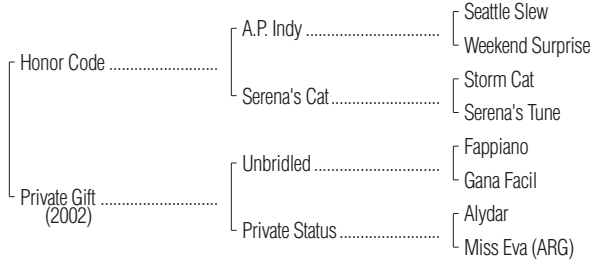 Seattle Slew
A.P. Indy ..............................
Weekend Surprise
Honor Code .........................
Storm Cat
Serena's Cat.........................
Serena's Tune
Fappiano
Unbridled .............................
Gana Facil
Private Gift ...........................
(2002)
Alydar
Private Status.......................
Miss Eva (ARG)